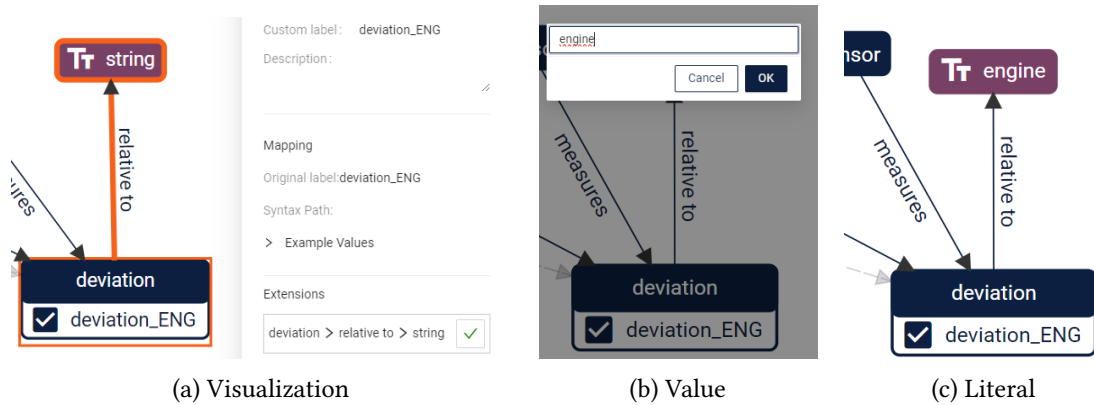 Tт string
relative to
ures
deviation
deviation_ENG
Custom label: deviation_ENG
Description:
Mapping
Original label:deviation_ENG
Syntax Path:
> Example Values
Extensions
deviation > relative to > string
(a) Visualization
engine
Cancel OK
measures
relative to
deviation
deviation_ENG
(b) Value
nsor
Tт engine
measures
relative to
deviation
deviation_ENG
(c) Literal